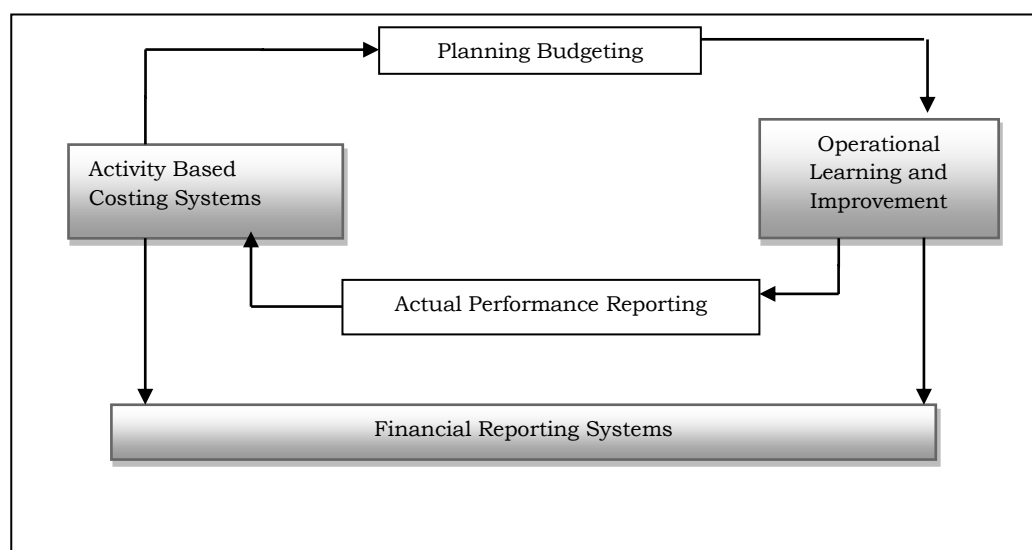 Planning Budgeting
Operational
Learning and
Improvement
Activity Based
Costing Systems
Actual Performance Reporting
Financial Reporting Systems